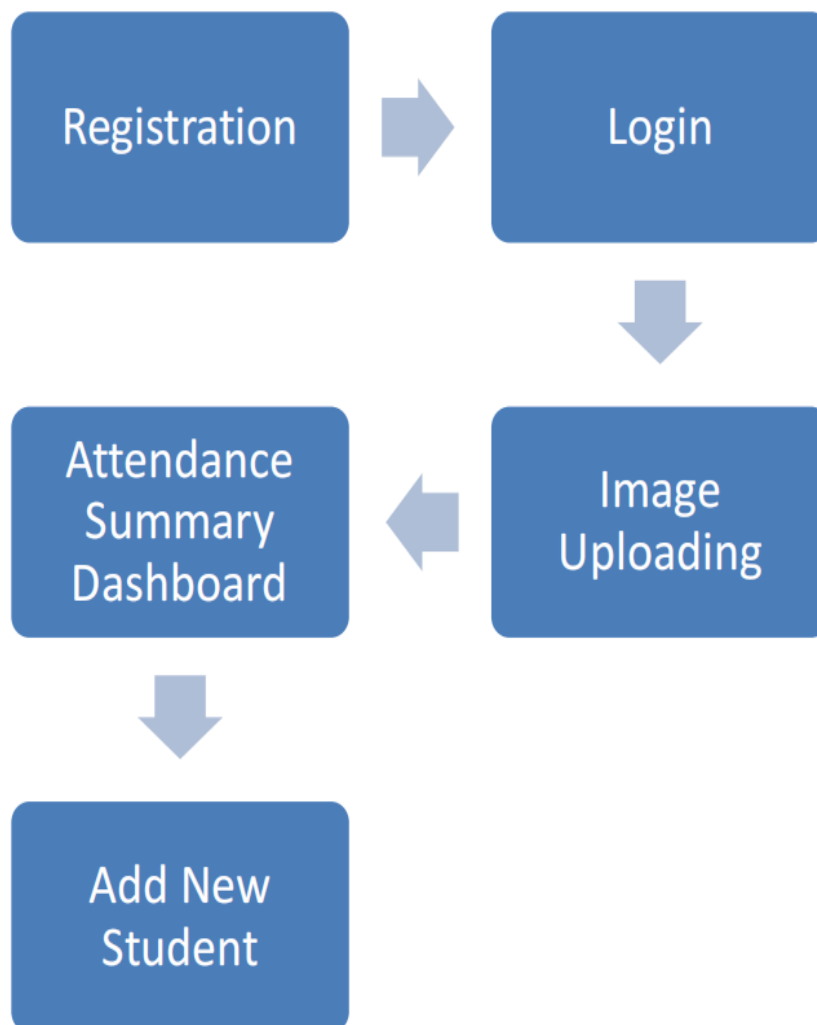 Registration
Login
Image
Uploading
Attendance
Summary
Dashboard
Add New
Student